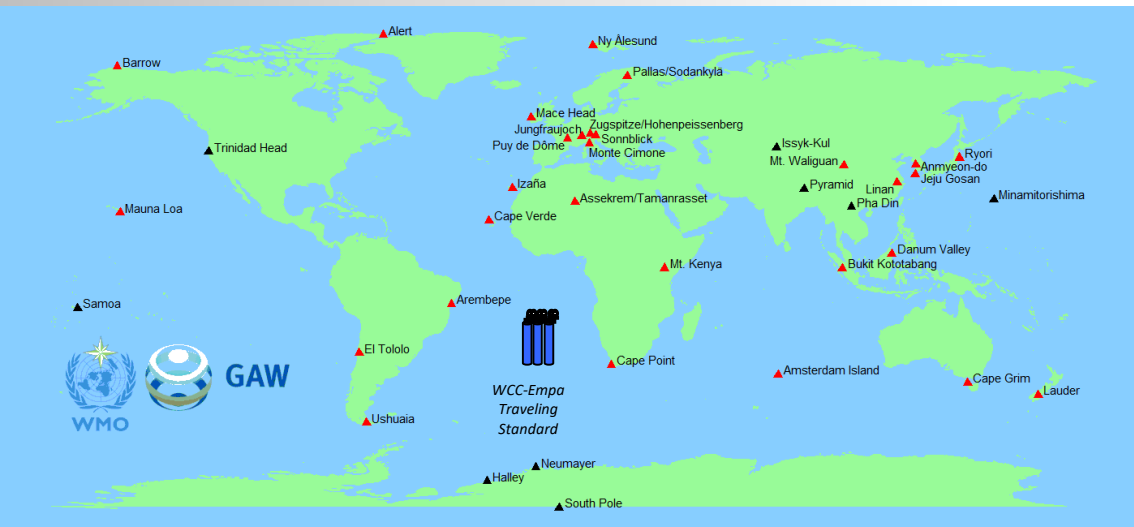 Alert
Ny Ålesund
Barrow
Pallas/Sodankyla
Mace Head
Jungfraujoch
Zugspitze/Hohenpeissenberg
Puy de Dôme
Sonnblick
Monte Cimone
Trinidad Head
Issyk-Kul
Ryori
Mt. Waliguan
Anmyeon-do
Jeju Gosan
Izaña
Pyramid
Linan
Assekrem/Tamanrasset
Minamitorishima
Pha Din
Mauna Loa
Cape Verde
Danum Valley
Mt. Kenya
Bukit Kototabang
Samoa
Arembepe
El Tololo
Cape Point
Amsterdam Island
Cape Grim
Lauder
GAW
WMO
WCC-Empa
Traveling
Standard
Ushuaia
Neumayer
Halley
South Pole